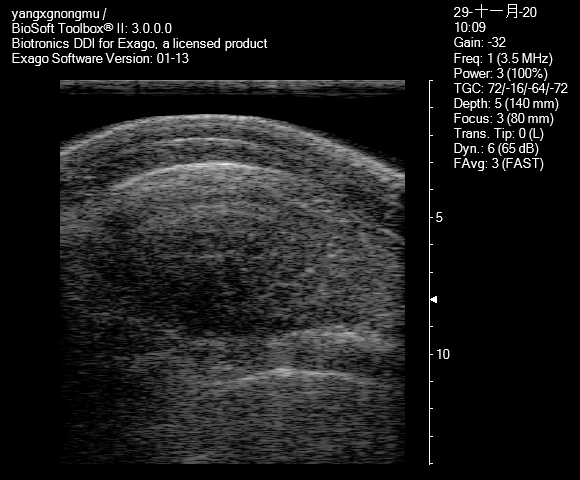 yangxgnongmu /
BioSoft Toolbox® II: 3.0.0.0
Biotronics DDI for Exago, a licensed product
Exago Software Version: 01-13
29-十一月-20
10:09
Gain: -32
Freq: 1 (3.5 MHz)
Power: 3 (100%)
TGC: 72/-16/-64/-72
Depth: 5 (140 mm)
Focus: 3 (80 mm)
Trans. Tip: 0 (L)
Dyn.: 6 (65 dB)
FAvg: 3 (FAST)
5
10